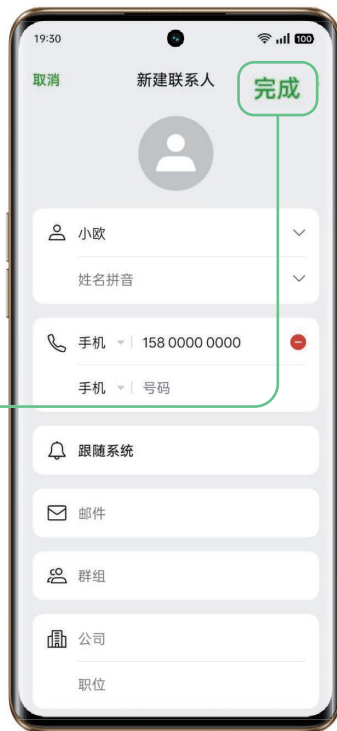 19:30 100
取消 新建联系人 完成
小欧
姓名拼音
手机 158 0000 0000
手机 号码
跟随系统
邮件
群组
公司
职位